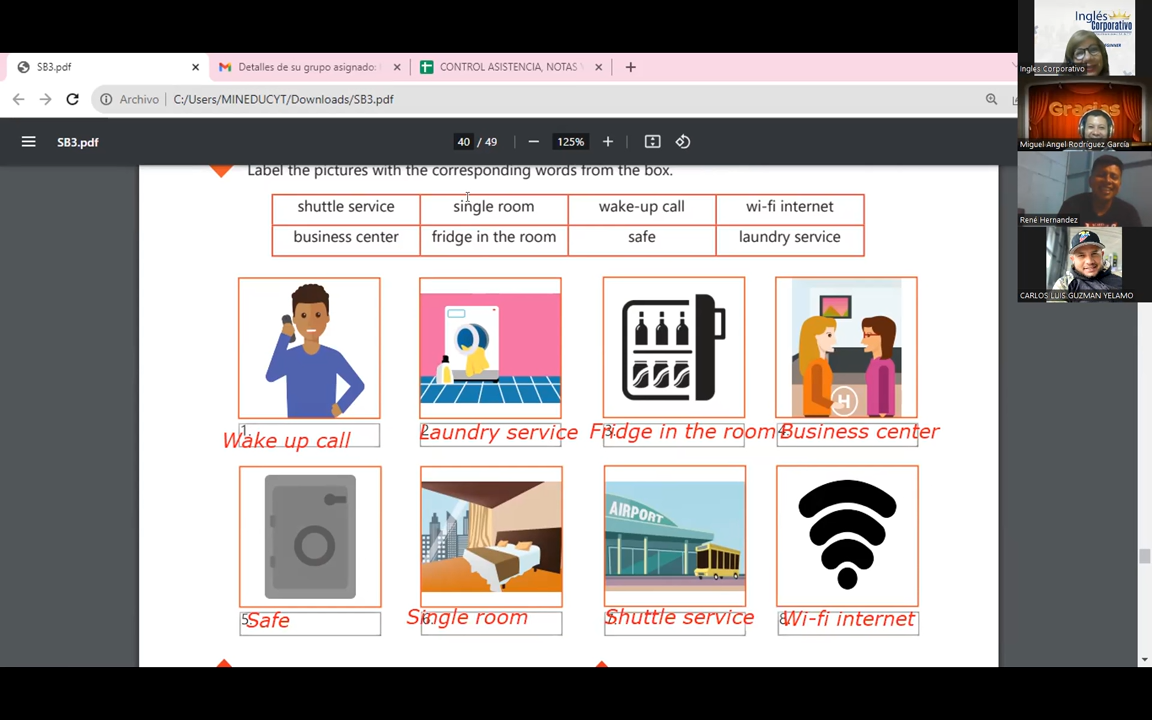 SB3.pdf
Detalles de su grupo asignado:
CONTROL ASISTENCIA, NOTAS
Archivo
C:/Users/MINEDUCYT/Downloads/SB3.pdf
SB3.pdf
40 / 49
125%
Label the pictures with the corresponding words from the box.
shuttle service
single room
wake-up call
wi-fi internet
business center
fridge in the room
safe
laundry service
H
1.
Wake up call
2.
Laundry service
3.
Fridge in the room
4.
Business center
AIRPORT
5.
Safe
6.
Single room
Shuttle service
8.
Wi-fi internet
Inglés
Corporativo
Inglés Corporativo
Gracias
Miguel Angel Rodríguez García
René Hernandez
CARLOS LUIS GUZMAN YELAMO